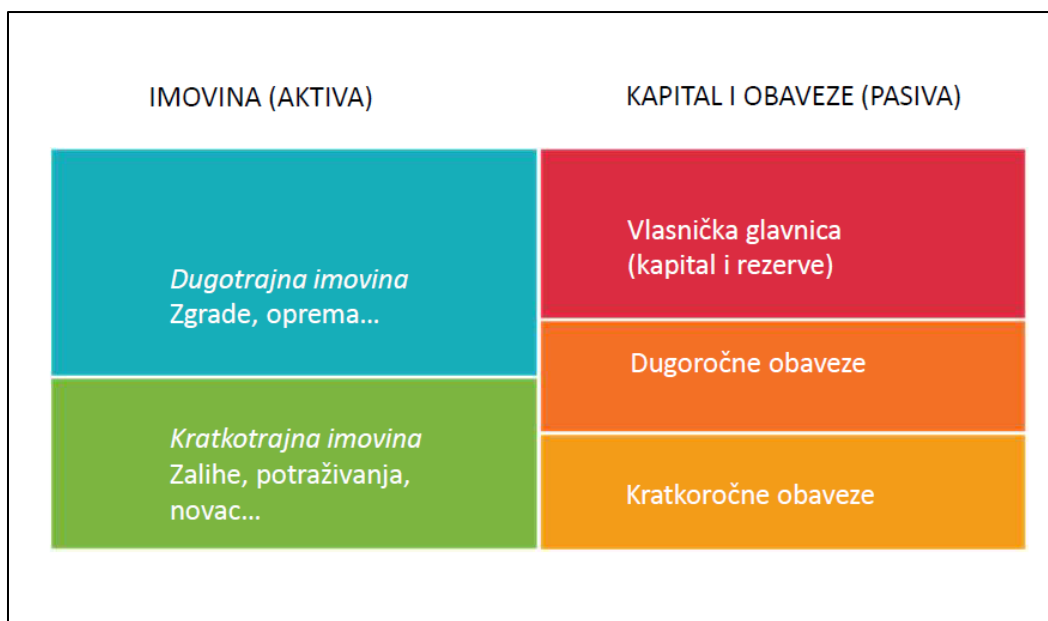 IMOVINA (AKTIVA)
KAPITAL I OBAVEZE (PASIVA)
Dugotrajna imovina
Zgrade, oprema…
Kratkotrajna imovina
Zalihe, potraživanja,
novac…
Vlasnička glavnica
(kapital i rezerve)
Dugoročne obaveze
Kratkoročne obaveze